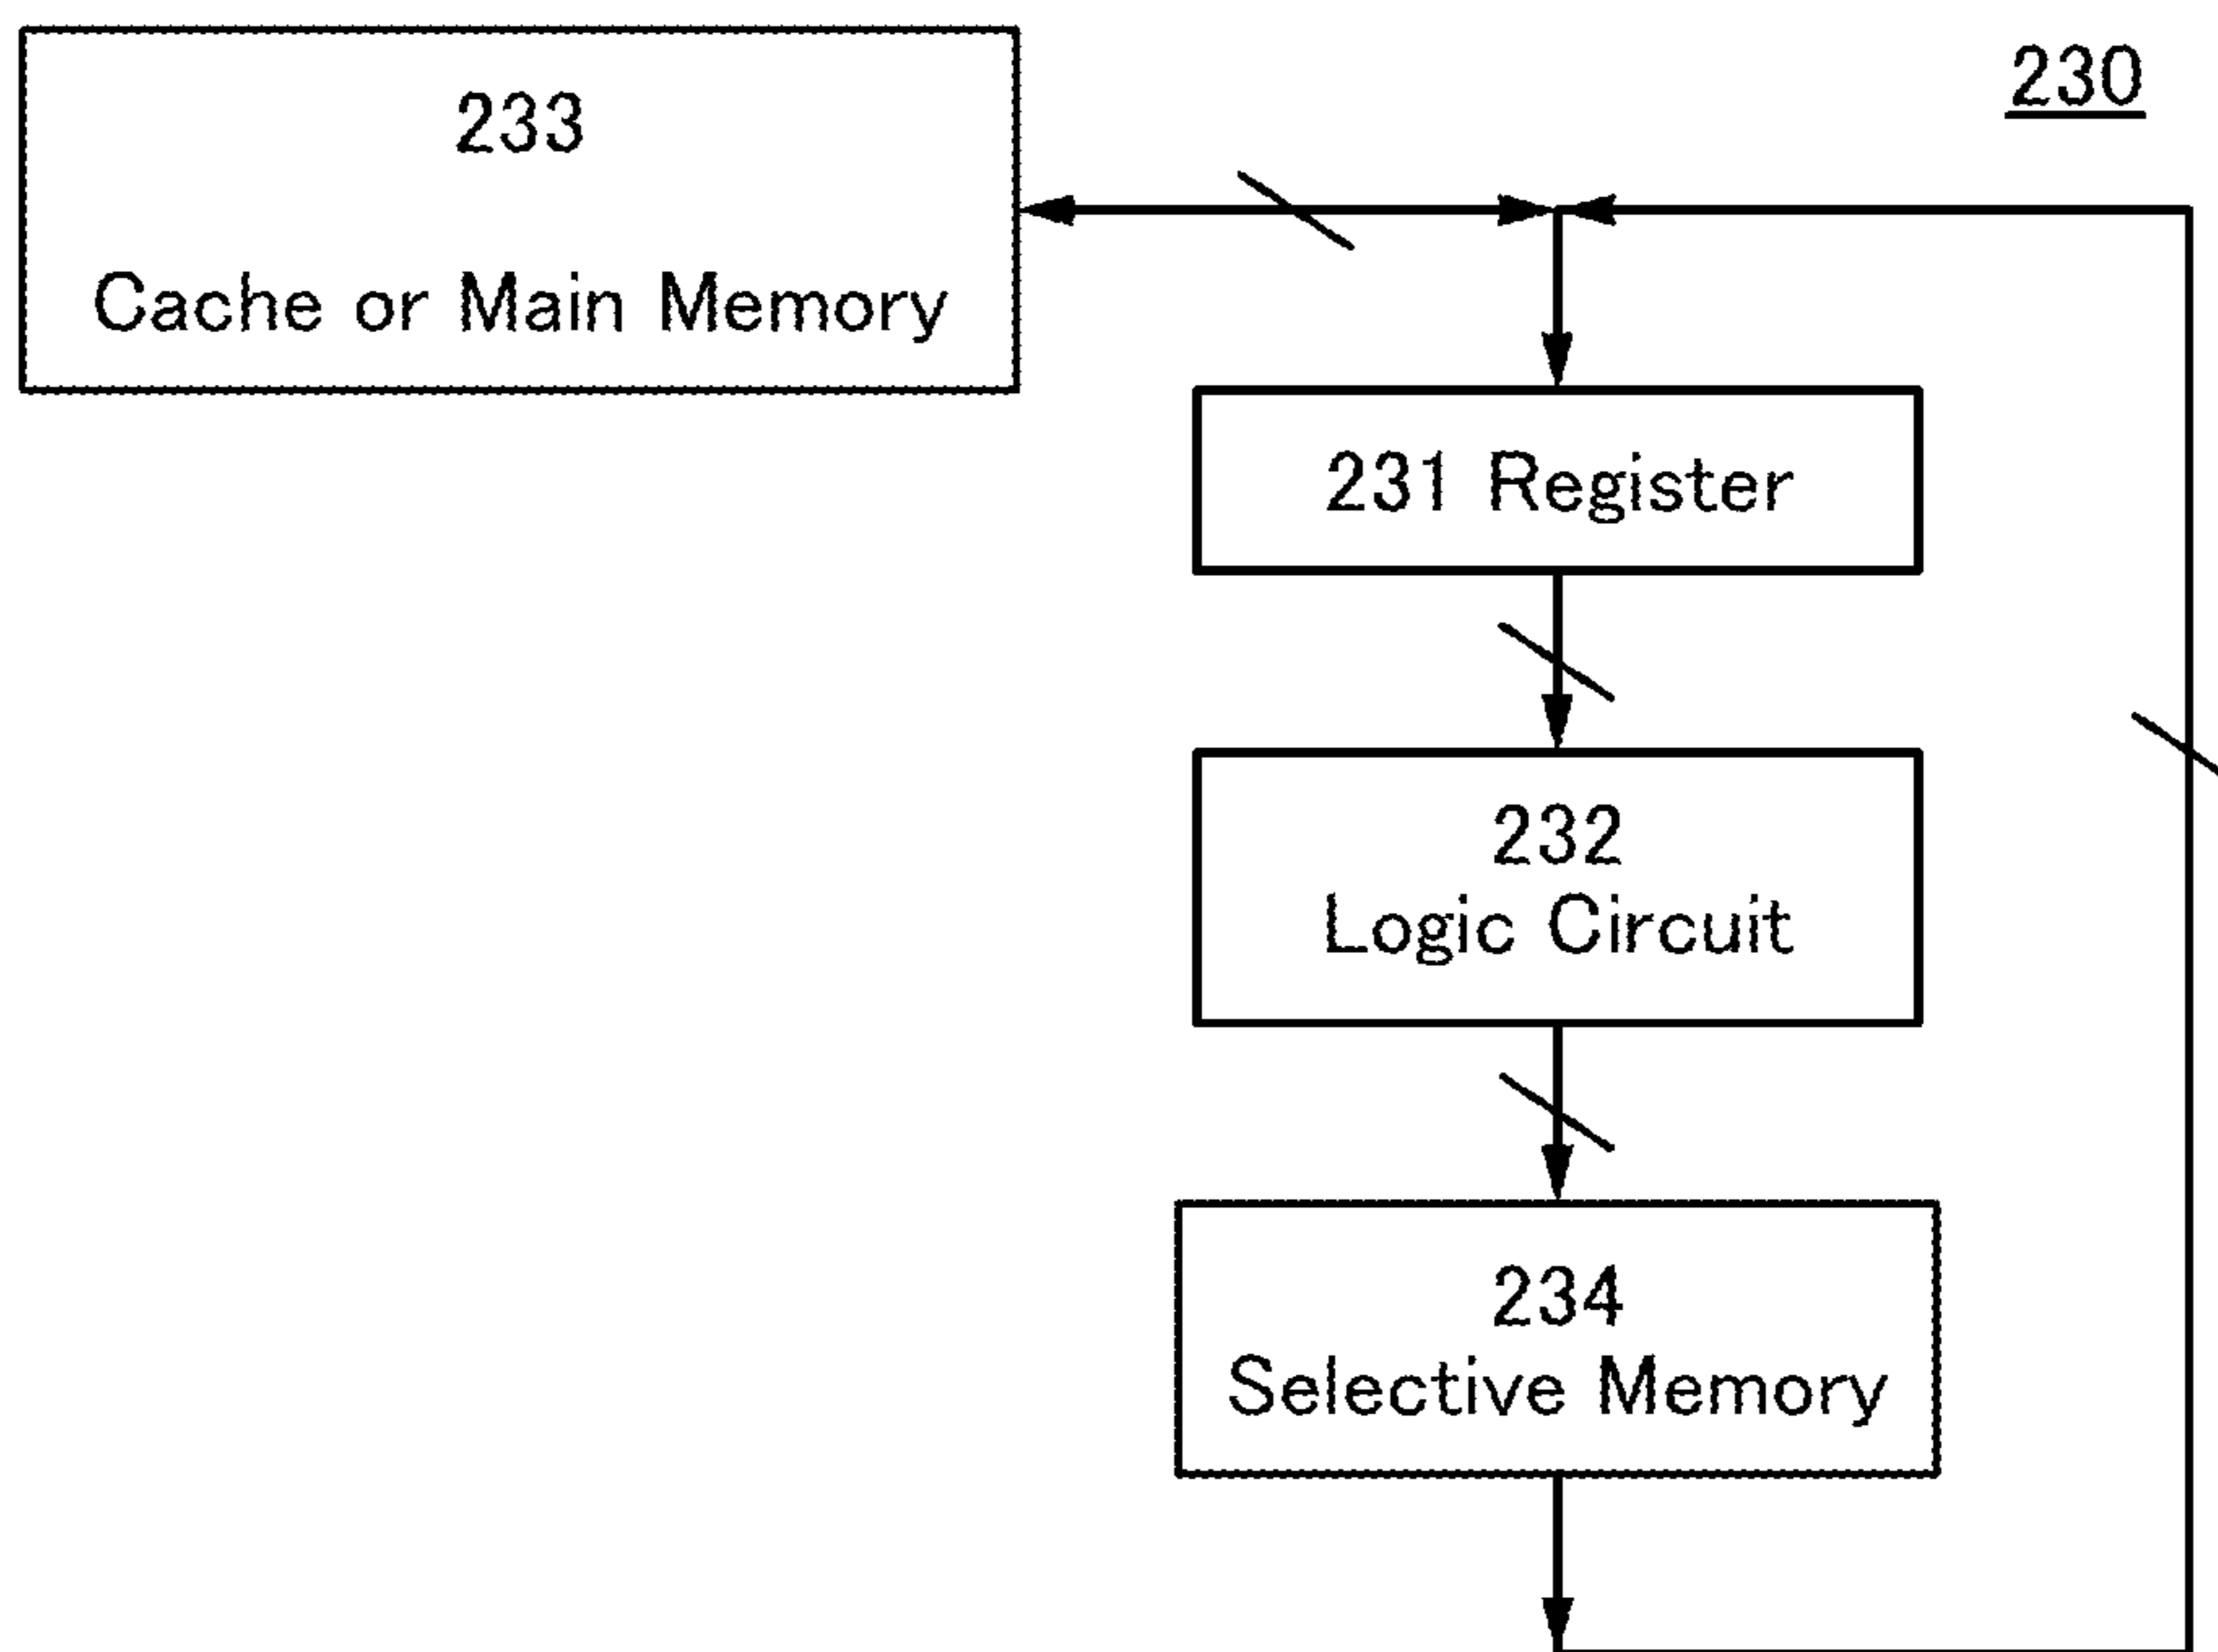 230
233
Cache or Main Memory
231 Register
232
Logic Circuit
234
Selective Memory